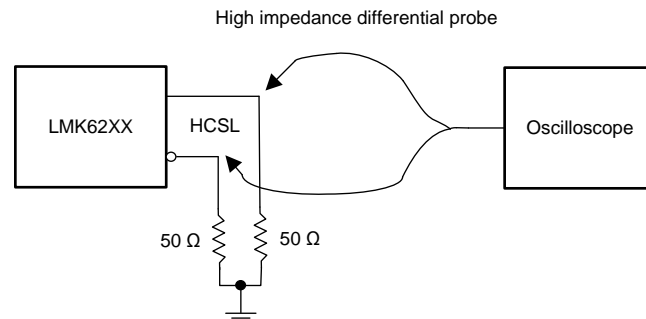 High impedance differential probe
LMK62XX
HCSL
Oscilloscope
50 Ω
50 Ω